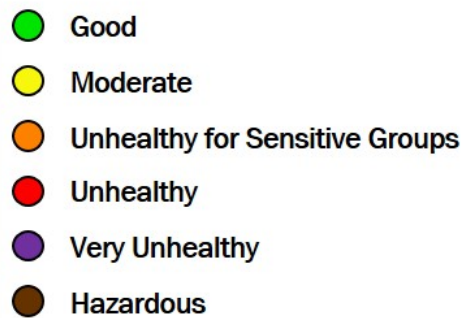 Good
Moderate
Unhealthy for Sensitive Groups
Unhealthy
Very Unhealthy
Hazardous